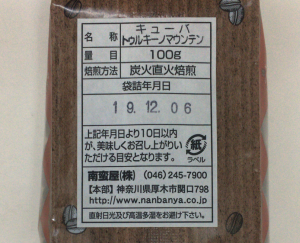 名称 キューバ
トゥルキーノマウンテン
量目 100g
焙煎方法 炭火直火焙煎
袋詰年月日
19.12.06
上記年月日より10日以内
が、美味しくお召し上がりい
ただける目安となります。
紙
ラベル
南蛮屋(株) (046)245-7900
【本部】神奈川県厚木市関口798
www.nanbanya.co.jp
直射日光及び高温多湿をお避け下さい。